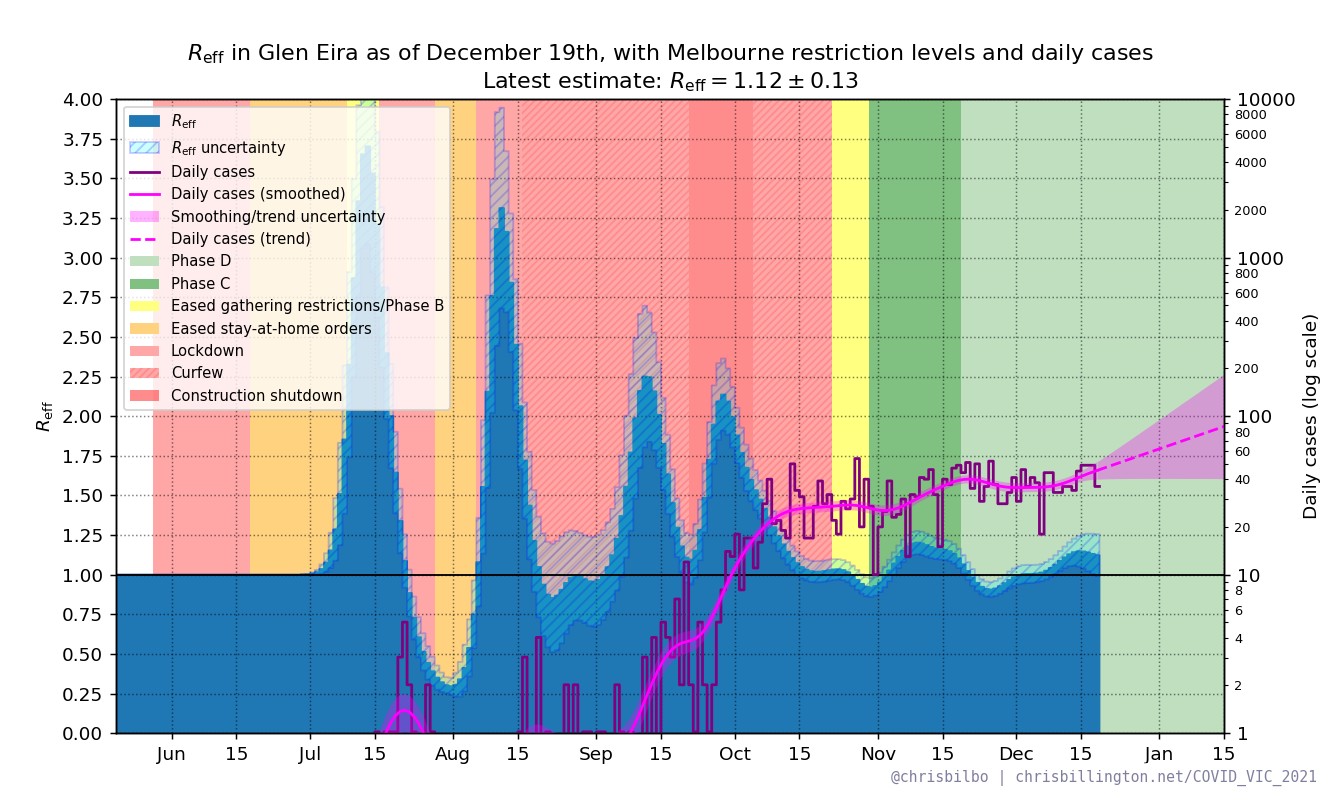 Reff in Glen Eira as of December 19th, with Melbourne restriction levels and daily cases
Latest estimate: Reff = 1.12 ± 0.13
Reff
Reff uncertainty
Daily cases
Daily cases (smoothed)
Smoothing/trend uncertainty
Daily cases (trend)
Phase D
Phase C
Eased gathering restrictions/Phase B
Eased stay-at-home orders
Lockdown
Curfew
Construction shutdown
4.00
3.75
3.50
3.25
3.00
2.75
2.50
2.25
2.00
1.75
1.50
1.25
1.00
0.75
0.50
0.25
0.00
Reff
10000
8000
6000
4000
2000
1000
800
600
400
200
100
80
60
40
20
10
8
6
4
2
1
Daily cases (log scale)
Jun 15 Jul 15 Aug 15 Sep 15 Oct 15 Nov 15 Dec 15 Jan 15
@chrisbilbo | chrisbillington.net/COVID_VIC_2021